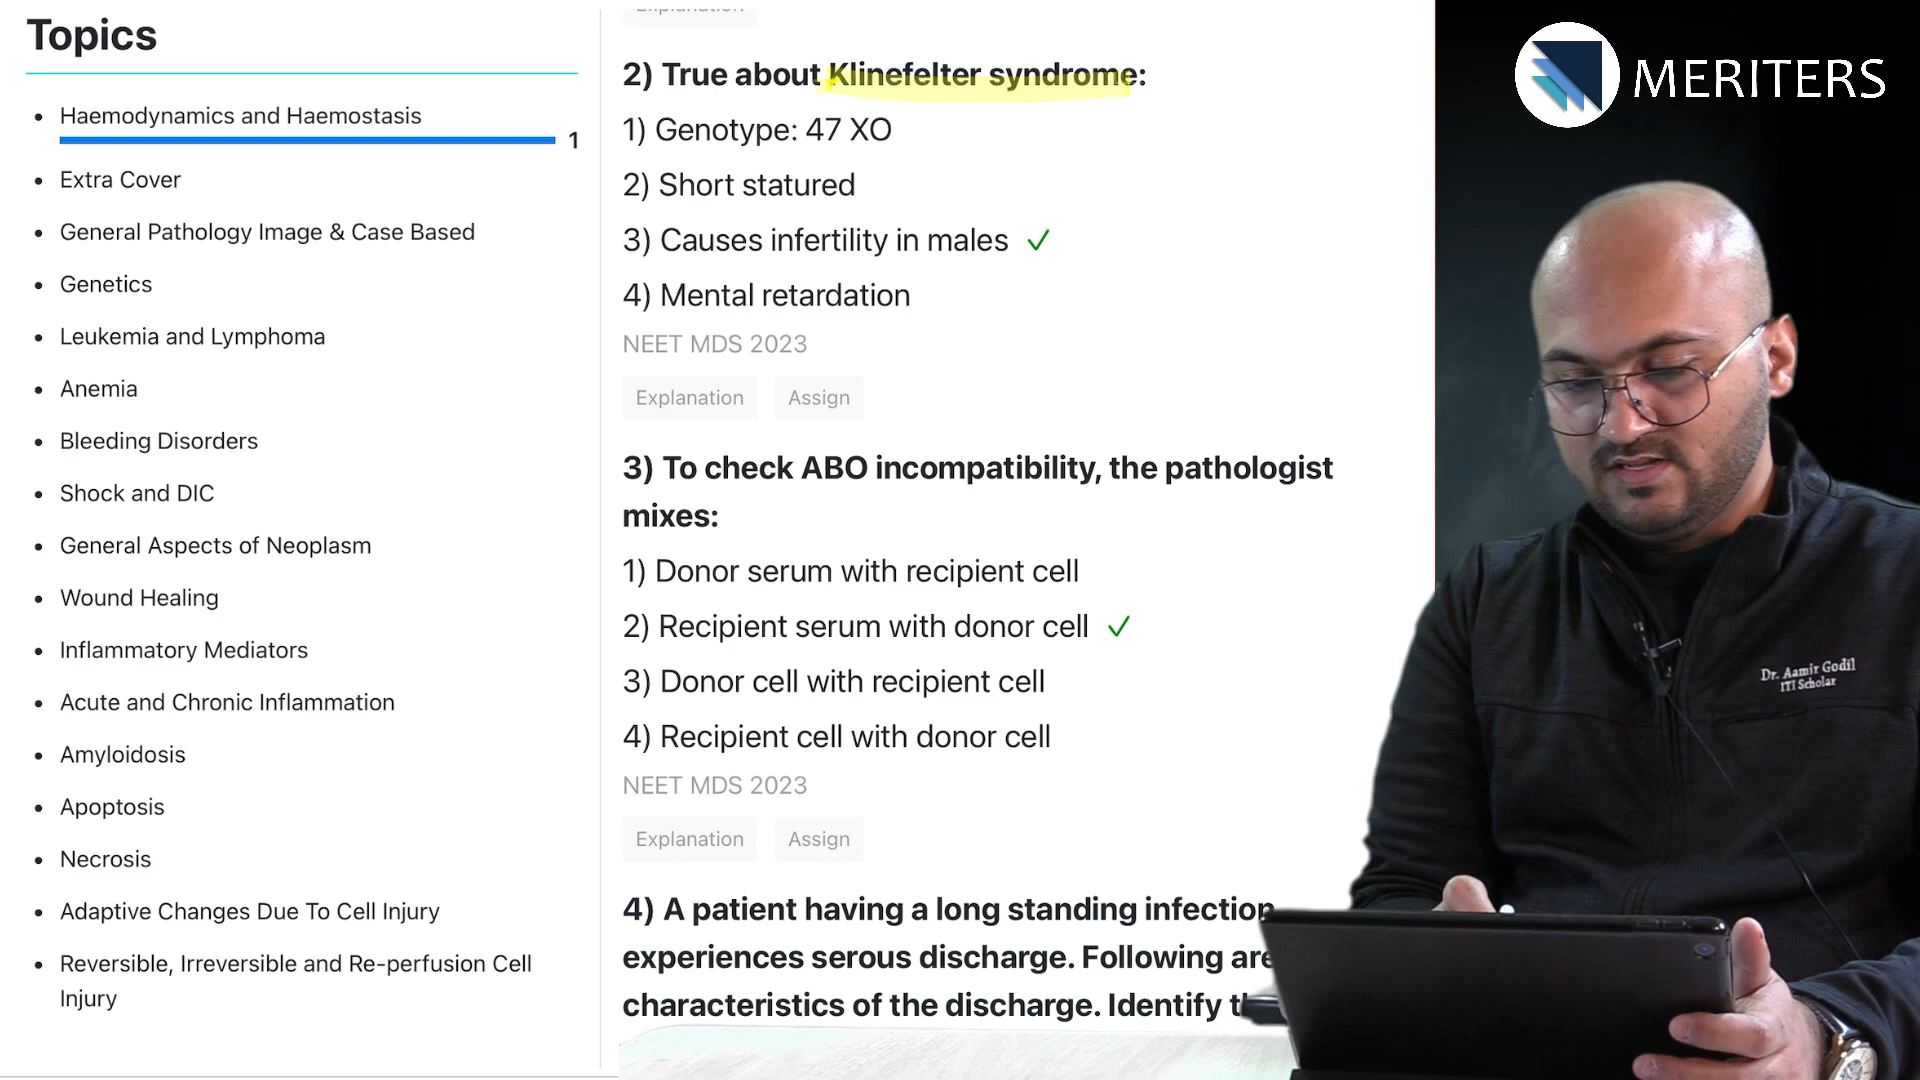 Topics
Haemodynamics and Haemostasis
1
Extra Cover
General Pathology Image & Case Based
Genetics
Leukemia and Lymphoma
Anemia
Bleeding Disorders
Shock and DIC
General Aspects of Neoplasm
Wound Healing
Inflammatory Mediators
Acute and Chronic Inflammation
Amyloidosis
Apoptosis
Necrosis
Adaptive Changes Due To Cell Injury
Reversible, Irreversible and Re-perfusion Cell
Injury
2) True about Klinefelter syndrome:
1) Genotype: 47 XO
2) Short statured
3) Causes infertility in males ✓
4) Mental retardation
NEET MDS 2023
Explanation Assign
3) To check ABO incompatibility, the pathologist
mixes:
1) Donor serum with recipient cell
2) Recipient serum with donor cell ✓
3) Donor cell with recipient cell
4) Recipient cell with donor cell
NEET MDS 2023
Explanation Assign
4) A patient having a long standing infection
experiences serous discharge. Following are
characteristics of the discharge. Identify
MERITERS
Dr. Aamir Godil
ITI Scholar